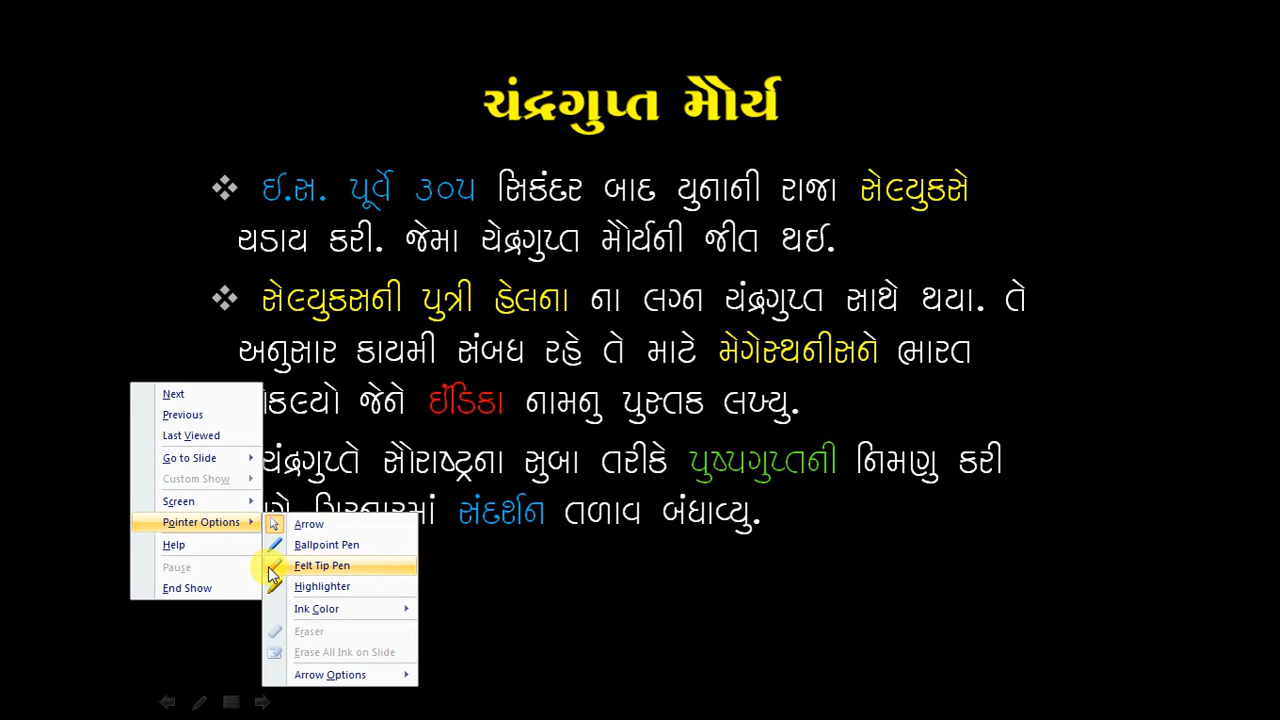 ચંદ્રગુપ્ત મૌર્ય
❖ ઈ.સ. પૂર્વે ૩૦૫ સિકંદર બાદ યુનાની રાજા સેલ્યુકસે
ચડાય કરી. જેમા ચેદ્રગુપ્ત મૌર્યની જીત થઈ.
❖ સેલ્યુકસની પુત્રી હેલના ના લગ્ન ચંદ્રગુપ્ત સાથે થયા. તે
અનુસાર કાયમી સંબધ રહે તે માટે મેગેસ્થનીસને ભારત
જેને ઈંડિકા નામનુ પુસ્તક લખ્યુ.
ચંદ્રગુપ્તે સૌરાષ્ટ્રના સુબા તરીકે પુષ્પગુપ્તની નિમણુ કરી
સંદર્શન તળાવ બંધાવ્યુ.
Next
Previous
Last Viewed
Go to Slide
Custom Show
Screen
Pointer Options
Help
Pause
End Show
Arrow
Ballpoint Pen
Felt Tip Pen
Highlighter
Ink Color
Eraser
Erase All Ink on Slide
Arrow Options